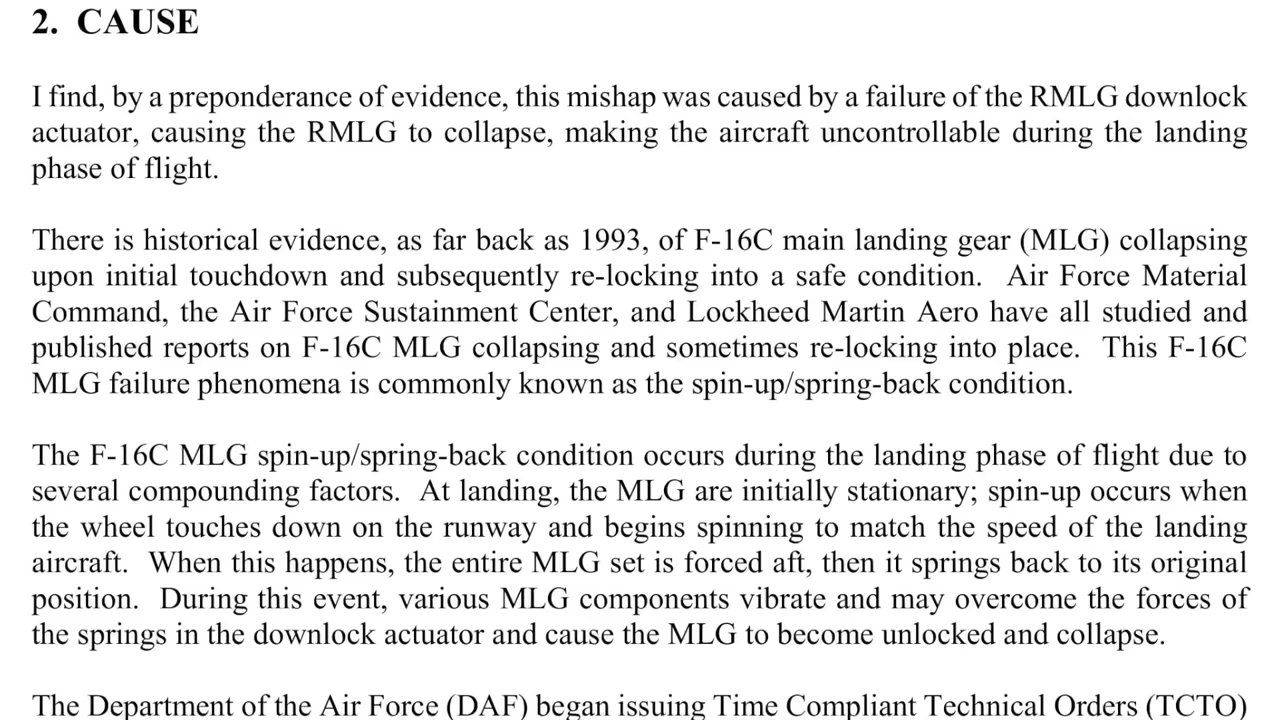 2. CAUSE
I find, by a preponderance of evidence, this mishap was caused by a failure of the RMLG downlock
actuator, causing the RMLG to collapse, making the aircraft uncontrollable during the landing
phase of flight.
There is historical evidence, as far back as 1993, of F-16C main landing gear (MLG) collapsing
upon initial touchdown and subsequently re-locking into a safe condition. Air Force Material
Command, the Air Force Sustainment Center, and Lockheed Martin Aero have all studied and
published reports on F-16C MLG collapsing and sometimes re-locking into place. This F-16C
MLG failure phenomena is commonly known as the spin-up/spring-back condition.
The F-16C MLG spin-up/spring-back condition occurs during the landing phase of flight due to
several compounding factors. At landing, the MLG are initially stationary; spin-up occurs when
the wheel touches down on the runway and begins spinning to match the speed of the landing
aircraft. When this happens, the entire MLG set is forced aft, then it springs back to its original
position. During this event, various MLG components vibrate and may overcome the forces of
the springs in the downlock actuator and cause the MLG to become unlocked and collapse.
The Department of the Air Force (DAF) began issuing Time Compliant Technical Orders (TCTO)